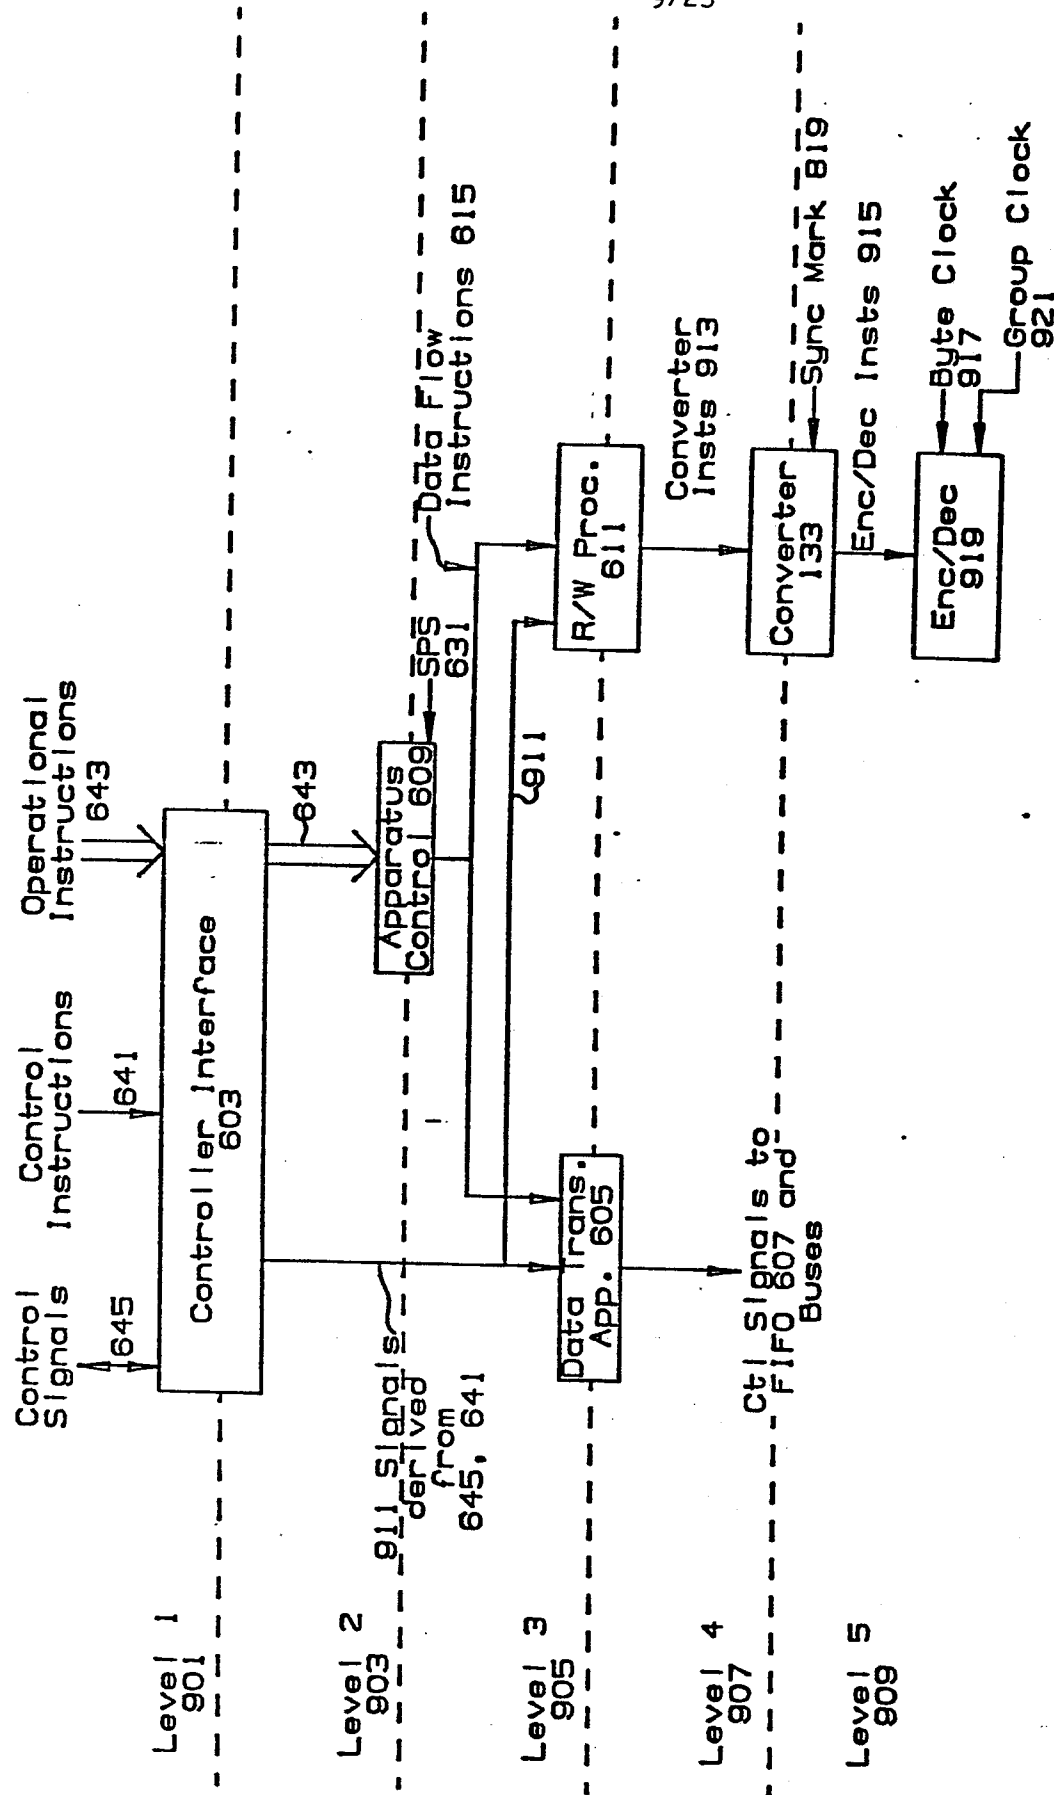 Control
Signals
645
Control
Instructions
641
Operational
Instructions
643
Level 1
901
Controller Interface
603
643
Level 2
903
911 Signals
derived
from
645, 641
Apparatus
Control 609
SPS
631
Data Flow
Instructions 615
911
Level 3
905
Data Trans.
App. 605
R/W Proc.
611
Converter
Insts 913
Level 4
907
Ctl Signals to
FIFO 607 and
Buses
Converter
133
Sync Mark 819
Enc/Dec Insts 915
Level 5
909
Enc/Dec
919
Byte Clock
917
Group Clock
921